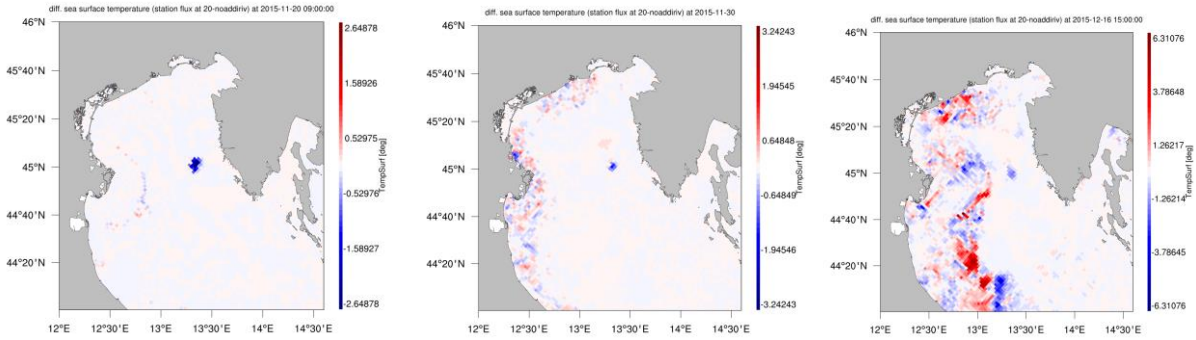 diff. sea surface temperature (station flux at 20-noaddiriv) at 2015-11-20 09:00:00
46°N
45°40'N
45°20'N
45°N
44°40'N
44°20'N
12°E
12°30'E
13°E
13°30'E
14°E
14°30'E
2.64878
1.58926
0.52975
-0.52976
-1.58927
-2.64878
TempSurf [deg]
diff. sea surface temperature (station flux at 20-noaddiriv) at 2015-11-30
46°N
45°40'N
45°20'N
45°N
44°40'N
44°20'N
12°E
12°30'E
13°E
13°30'E
14°E
14°30'E
3.24243
1.94545
0.64848
-0.64849
-1.94546
-3.24243
TempSurf [deg]
diff. sea surface temperature (station flux at 20-noaddiriv) at 2015-12-16 15:00:00
46°N
45°40'N
45°20'N
45°N
44°40'N
44°20'N
12°E
12°30'E
13°E
13°30'E
14°E
14°30'E
6.31076
3.78648
1.26217
-1.26214
-3.78645
-6.31076
TempSurf [deg]